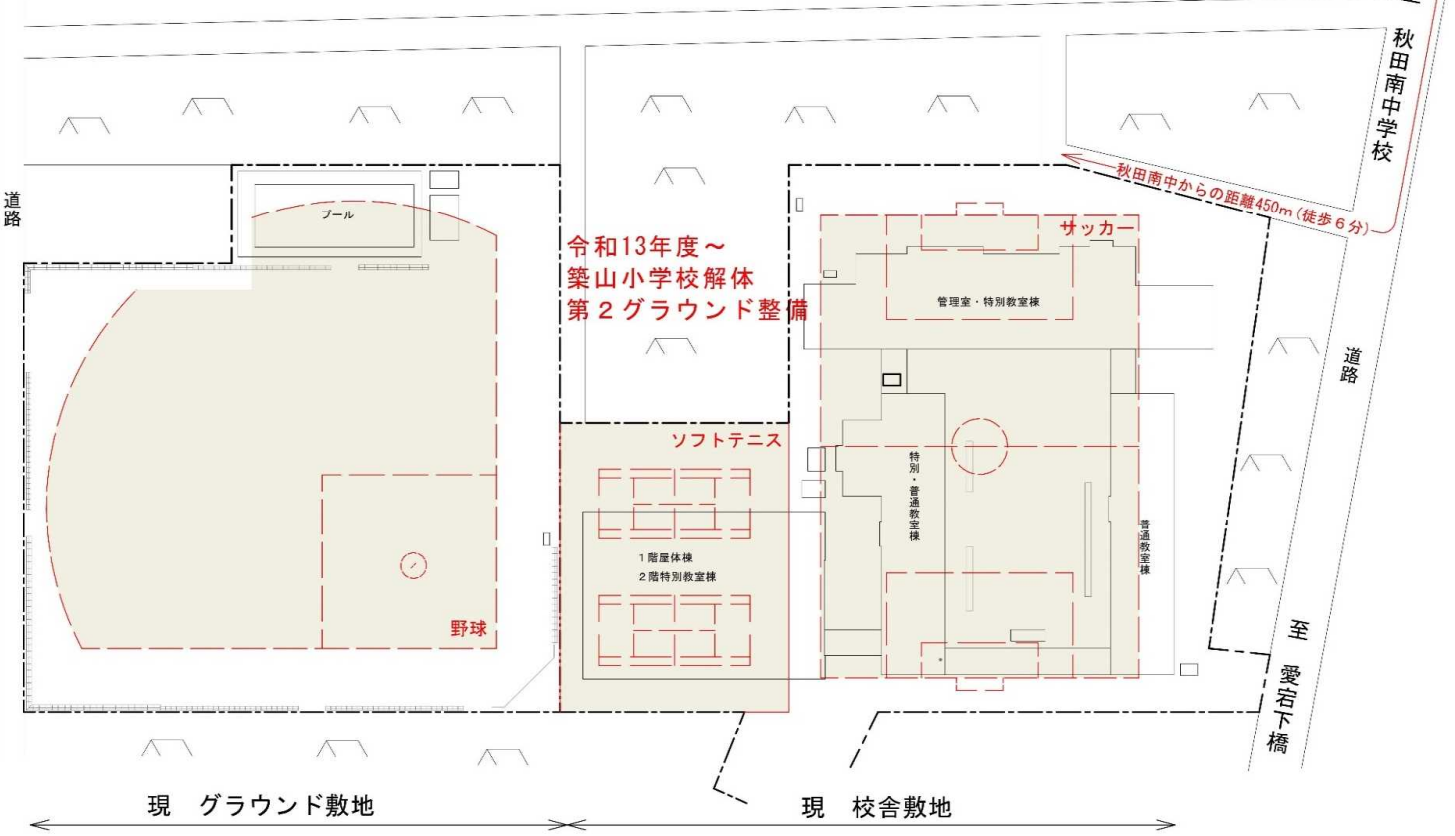 秋田南中学校
秋田南中からの距離450m（徒歩６分）
道路
プール
サッカー
令和13年度～
築山小学校解体
第２グラウンド整備
管理室・特別教室棟
道路
ソフトテニス
特別・普通教室棟
普通教室棟
１階屋体棟
２階特別教室棟
野球
至　愛宕下橋
現　グラウンド敷地
現　校舎敷地